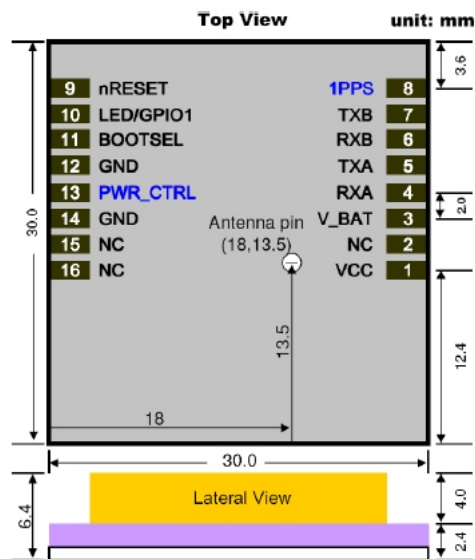 Top View unit: mm
3.6
9 nRESET 1PPS 8
10 LED/GPIO1 TXB 7
11 BOOTSEL RXB 6
12 GND TXA 5
13 PWR_CTRL RXA 4
2.0
14 GND V_BAT 3
Antenna pin
(18,13.5)
15 NC NC 2
16 NC VCC 1
30.0
13.5
12.4
18
30.0
Lateral View
6.4
4.0
2.4